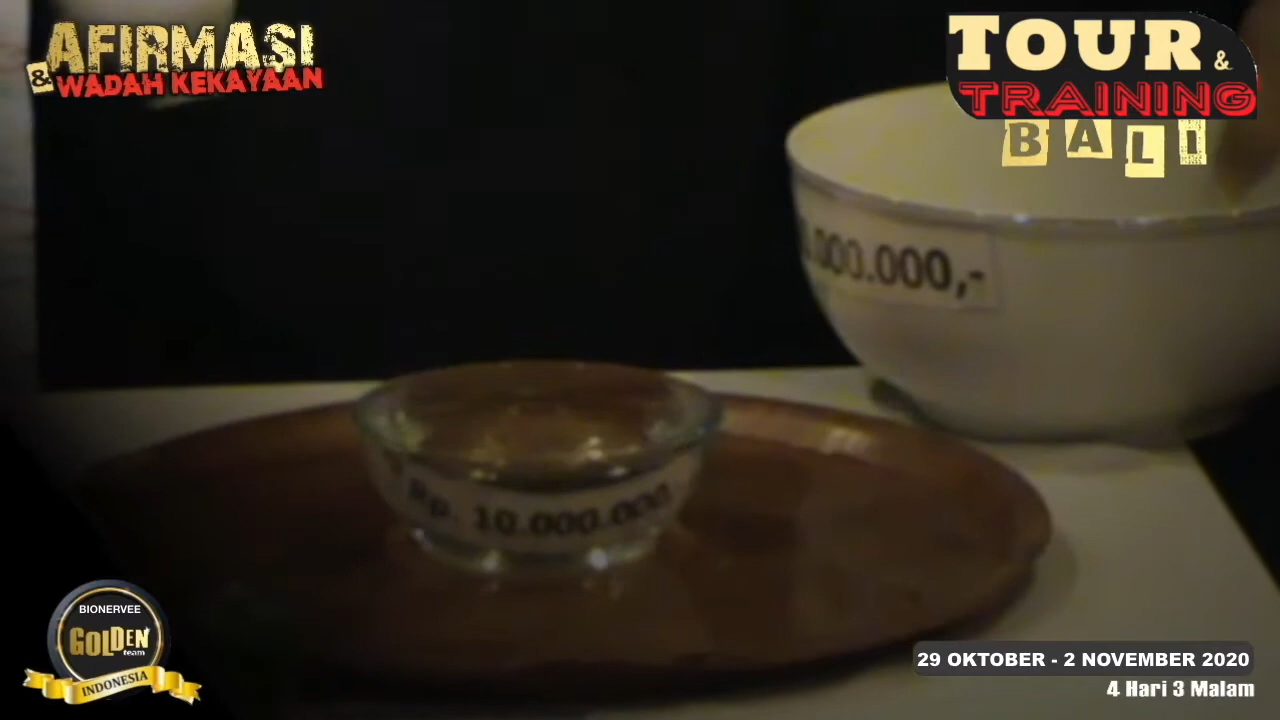 AFIRMASI
& WADAH KEKAYAAN
TOUR &
TRAINING
BALI
.000.000,-
Rp. 10.000.000
BIONERVEE
GOLDEN
team
INDONESIA
29 OKTOBER - 2 NOVEMBER 2020
4 Hari 3 Malam